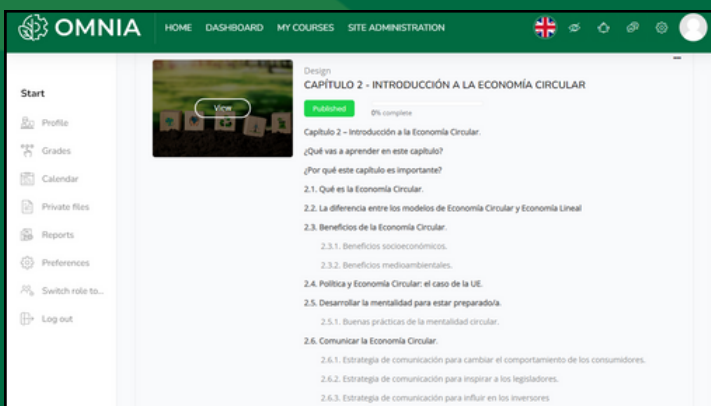 OMNIA
HOME DASHBOARD MY COURSES SITE ADMINISTRATION
Start
Profile
Grades
Calendar
Private files
Reports
Preferences
Switch role to...
Log out
View
Design
CAPÍTULO 2 - INTRODUCCIÓN A LA ECONOMÍA CIRCULAR
Published
0% complete
Capítulo 2 – Introducción a la Economía Circular.
¿Qué vas a aprender en este capítulo?
¿Por qué este capítulo es importante?
2.1. Qué es la Economía Circular.
2.2. La diferencia entre los modelos de Economía Circular y Economía Lineal
2.3. Beneficios de la Economía Circular.
2.3.1. Beneficios socioeconómicos.
2.3.2. Beneficios medioambientales.
2.4. Política y Economía Circular: el caso de la UE.
2.5. Desarrollar la mentalidad para estar preparado/a.
2.5.1. Buenas prácticas de la mentalidad circular.
2.6. Comunicar la Economía Circular.
2.6.1. Estrategia de comunicación para cambiar el comportamiento de los consumidores.
2.6.2. Estrategia de comunicación para inspirar a los legisladores.
2.6.3. Estrategia de comunicación para influir en los inversores